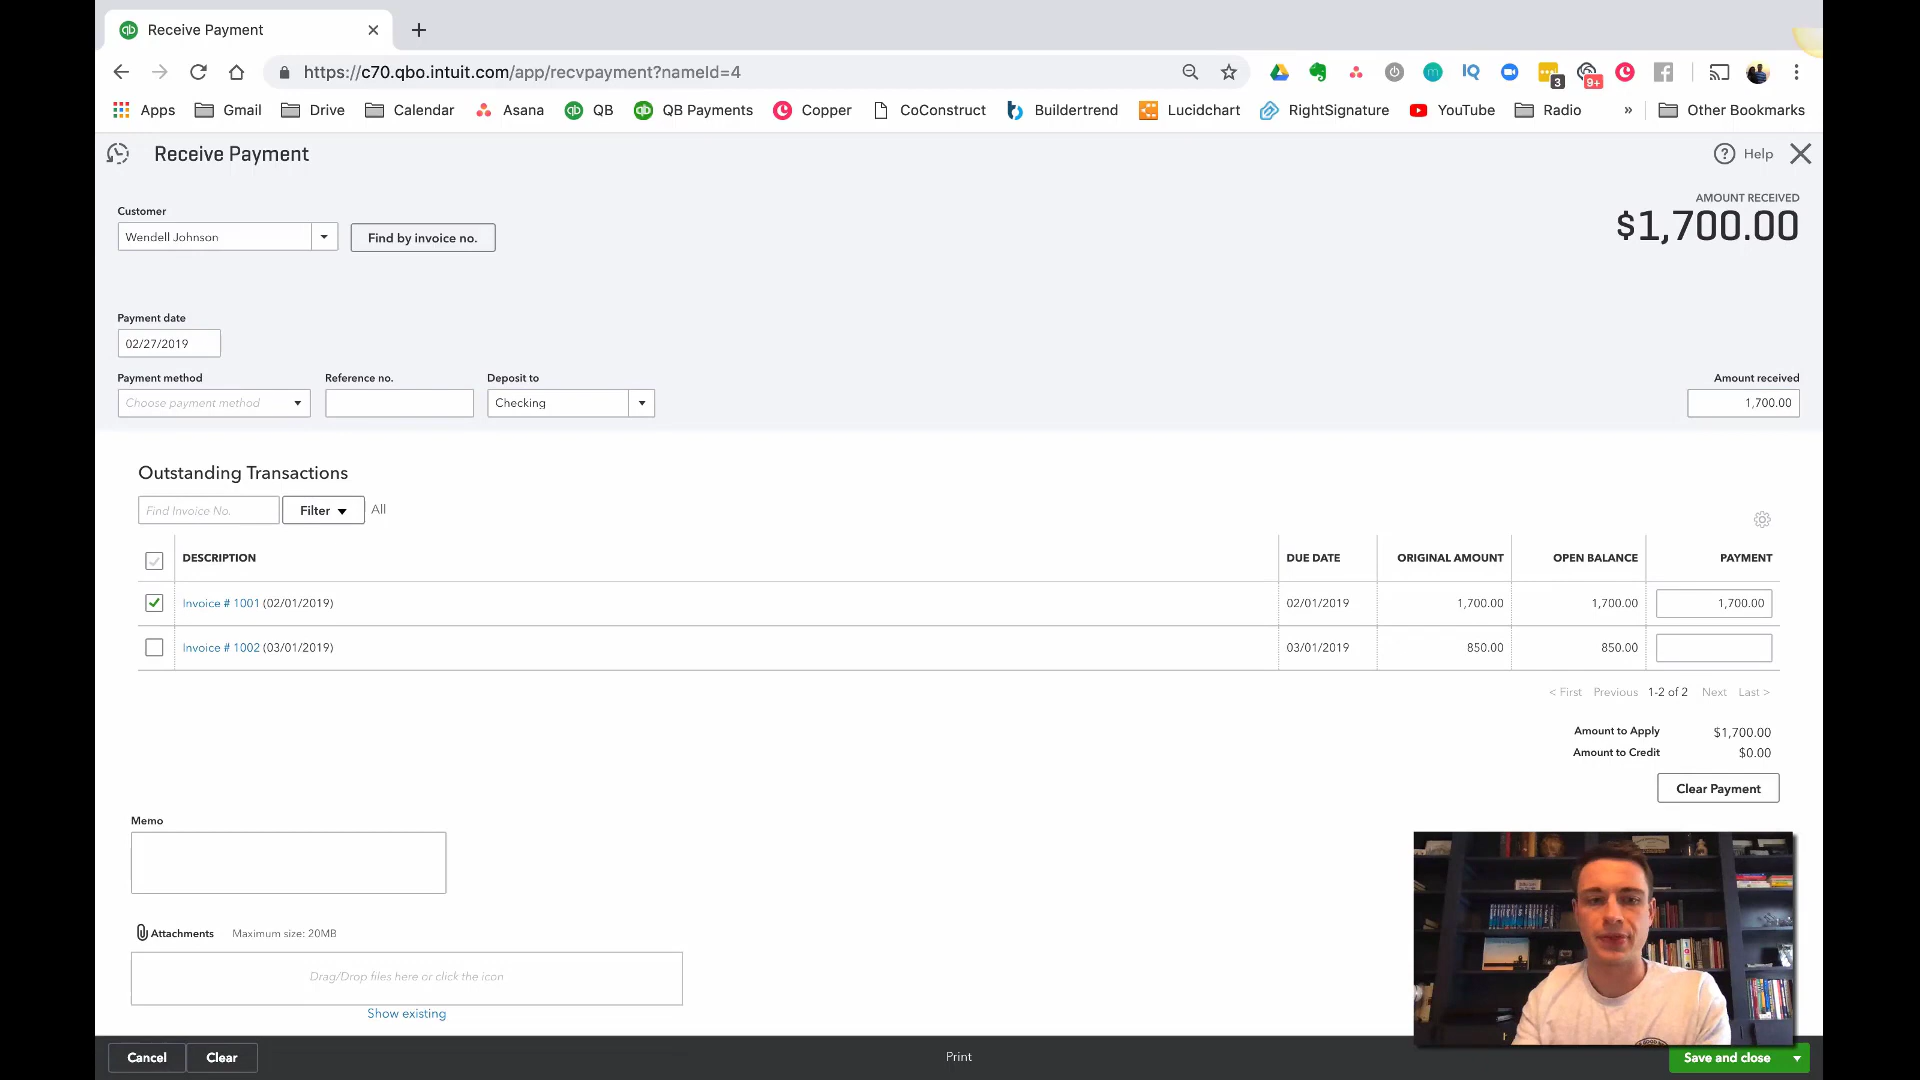 Receive Payment
https://c70.qbo.intuit.com/app/recvpayment?nameId=4
3
9+
IQ
Apps Gmail Drive Calendar Asana QB QB Payments Copper CoConstruct Buildertrend Lucidchart RightSignature YouTube Radio » Other Bookmarks
Receive Payment
Help
AMOUNT RECEIVED
$1,700.00
Customer
Wendell Johnson
Find by invoice no.
Payment date
02/27/2019
Payment method Reference no. Deposit to Amount received
Choose payment method Checking 1,700.00
Outstanding Transactions
Find Invoice No. Filter All
DESCRIPTION DUE DATE ORIGINAL AMOUNT OPEN BALANCE PAYMENT
Invoice # 1001 (02/01/2019) 02/01/2019 1,700.00 1,700.00 1,700.00
Invoice # 1002 (03/01/2019) 03/01/2019 850.00 850.00
< First Previous 1-2 of 2 Next Last >
Amount to Apply $1,700.00
Amount to Credit $0.00
Clear Payment
Memo
Attachments Maximum size: 20MB
Drag/Drop files here or click the icon
Show existing
Cancel Clear Print Save and close